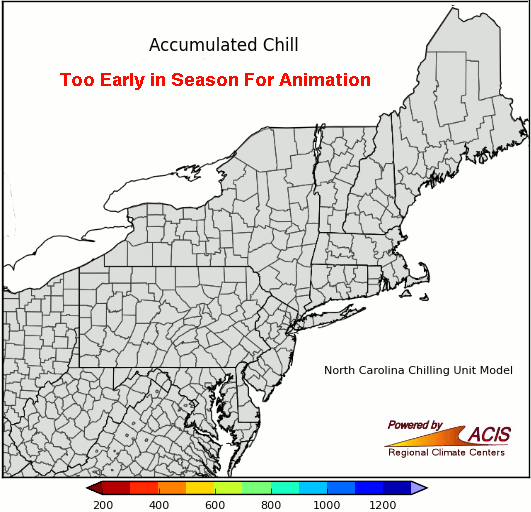 Accumulated Chill
Too Early in Season For Animation
North Carolina Chilling Unit Model
Powered by
ACIS
Regional Climate Centers
200 400 600 800 1000 1200